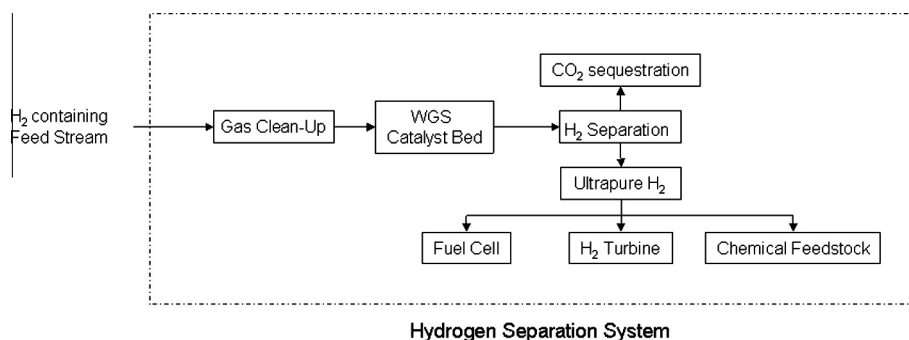 CO₂ sequestration
H₂ containing
Feed Stream
Gas Clean-Up
WGS
Catalyst Bed
H₂ Separation
Ultrapure H₂
Fuel Cell
H₂ Turbine
Chemical Feedstock
Hydrogen Separation System